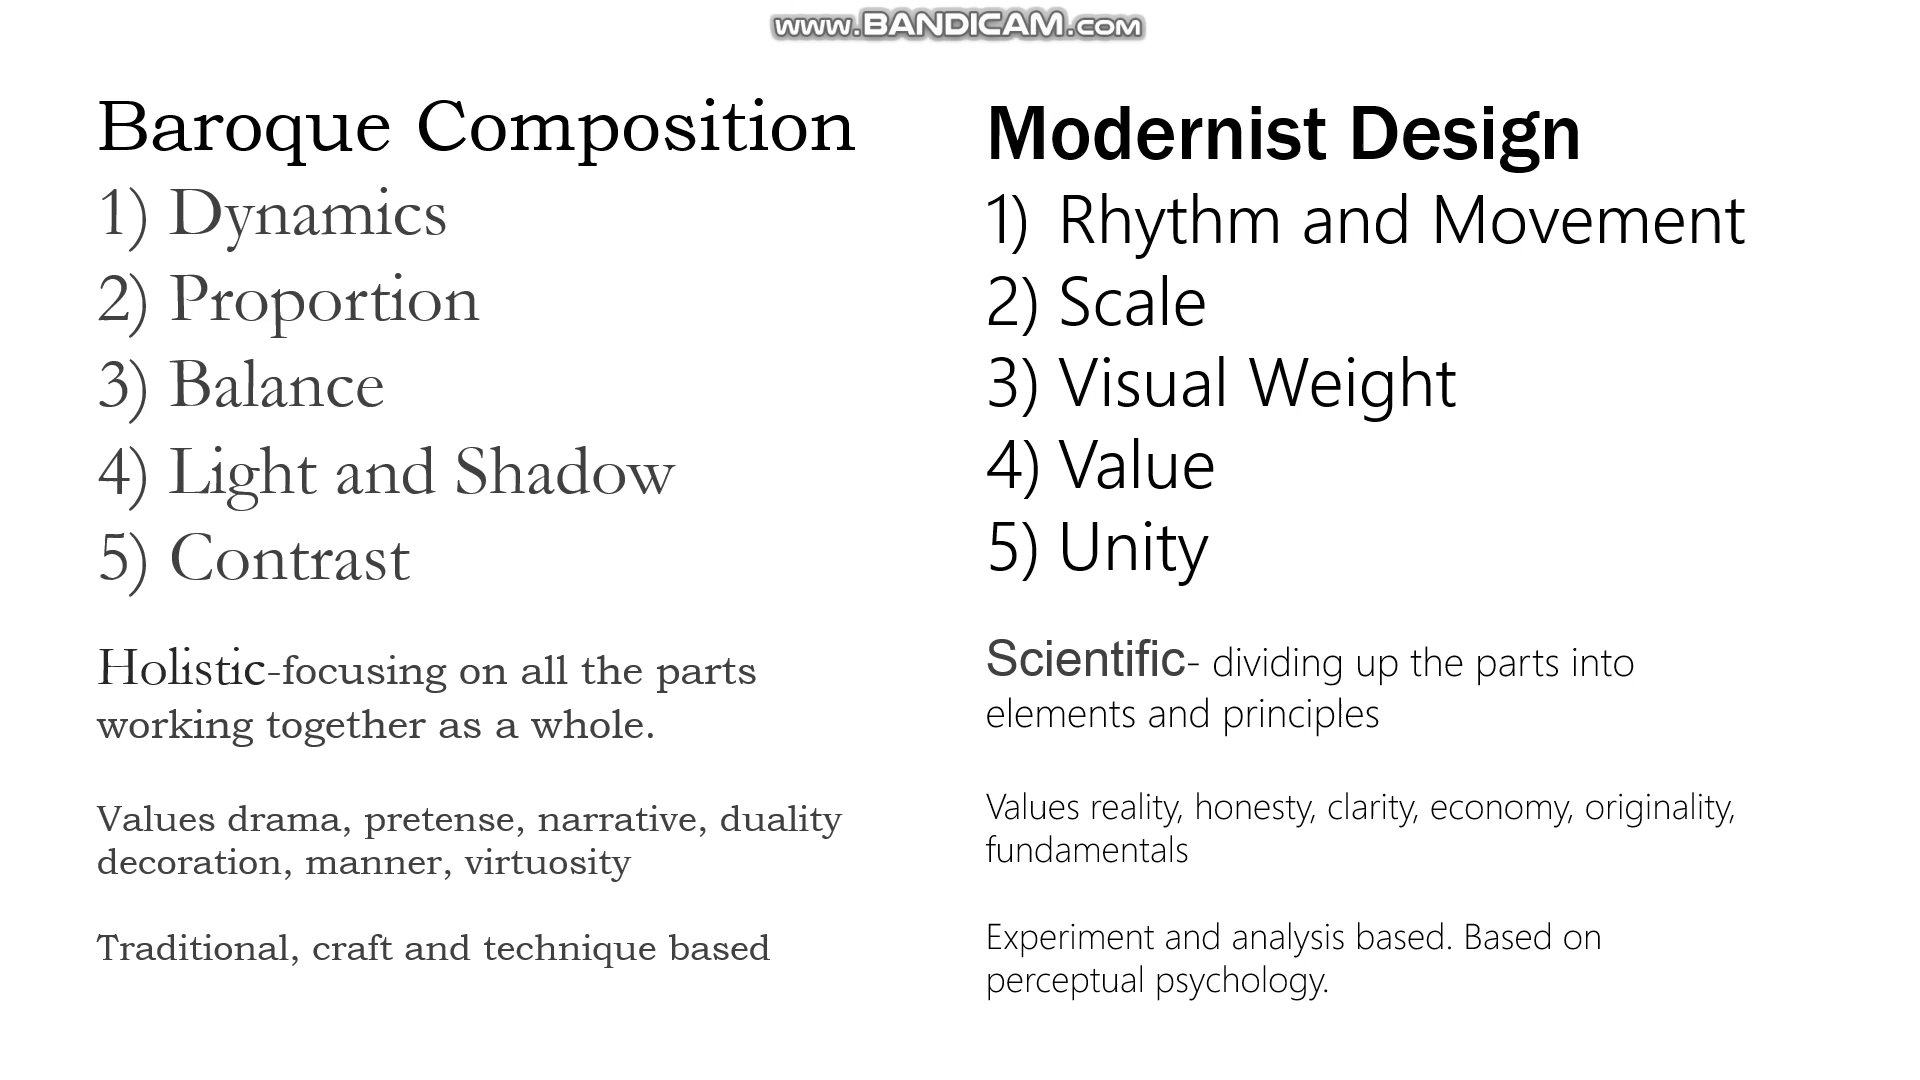 www.BANDICAM.com
Baroque Composition
1) Dynamics
2) Proportion
3) Balance
4) Light and Shadow
5) Contrast
Holistic-focusing on all the parts
working together as a whole.
Values drama, pretense, narrative, duality
decoration, manner, virtuosity
Traditional, craft and technique based
Modernist Design
1) Rhythm and Movement
2) Scale
3) Visual Weight
4) Value
5) Unity
Scientific- dividing up the parts into
elements and principles
Values reality, honesty, clarity, economy, originality,
fundamentals
Experiment and analysis based. Based on
perceptual psychology.